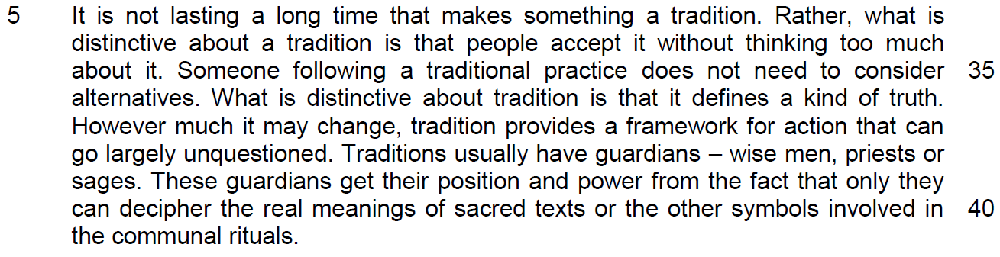 5 It is not lasting a long time that makes something a tradition. Rather, what is
distinctive about a tradition is that people accept it without thinking too much
about it. Someone following a traditional practice does not need to consider 35
alternatives. What is distinctive about tradition is that it defines a kind of truth.
However much it may change, tradition provides a framework for action that can
go largely unquestioned. Traditions usually have guardians – wise men, priests or
sages. These guardians get their position and power from the fact that only they
can decipher the real meanings of sacred texts or the other symbols involved in 40
the communal rituals.